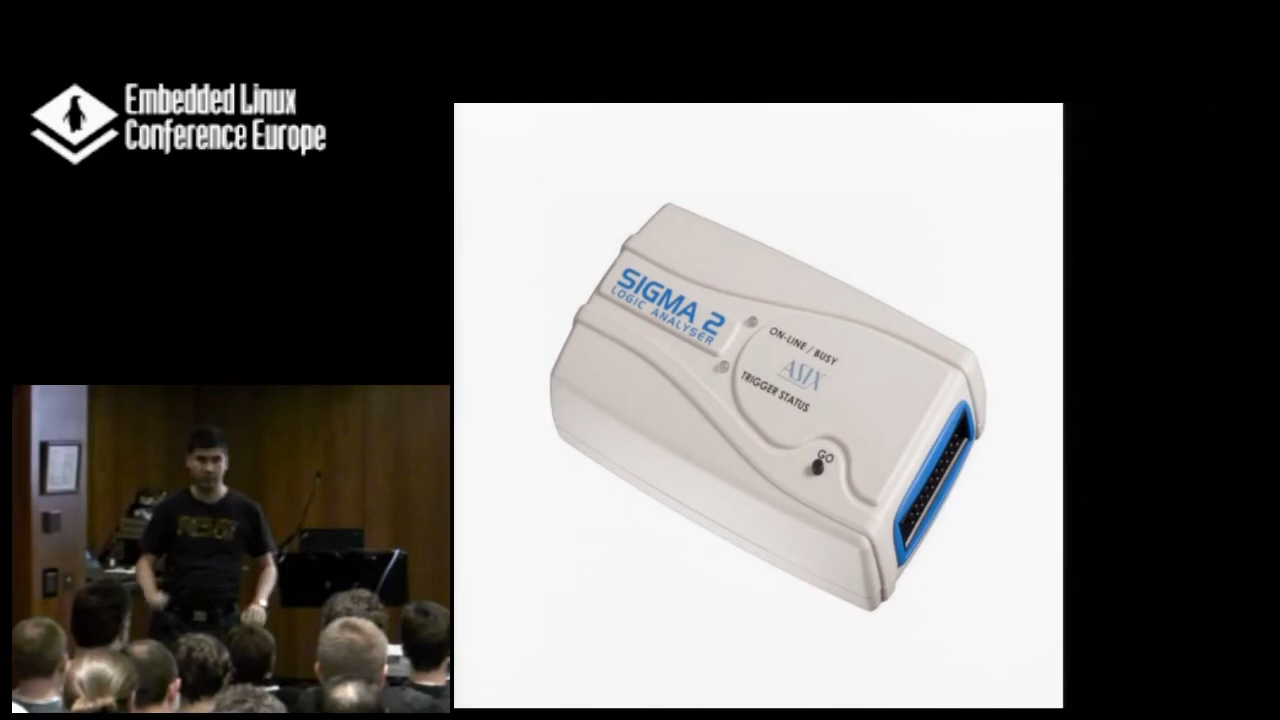 Embedded Linux
Conference Europe
SIGMA 2
LOGIC ANALYSER
ON-LINE / BUSY
ASIX
TRIGGER STATUS
GO